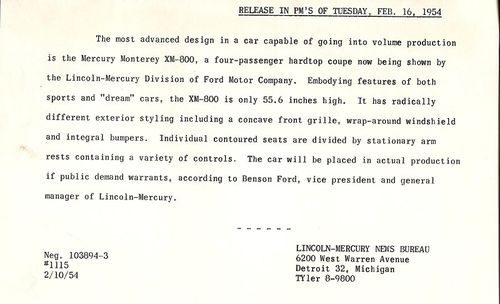 RELEASE IN PM'S OF TUESDAY, FEB. 16, 1954
The most advanced design in a car capable of going into volume production
is the Mercury Monterey XM-800, a four-passenger hardtop coupe now being shown by
the Lincoln-Mercury Division of Ford Motor Company. Embodying features of both
sports and "dream" cars, the XM-800 is only 55.6 inches high. It has radically
different exterior styling including a concave front grille, wrap-around windshield
and integral bumpers. Individual contoured seats are divided by stationary arm
rests containing a variety of controls. The car will be placed in actual production
if public demand warrants, according to Benson Ford, vice president and general
manager of Lincoln-Mercury.
- - - - - -
Neg. 103894-3
#1115
2/10/54
LINCOLN-MERCURY NEWS BUREAU
6200 West Warren Avenue
Detroit 32, Michigan
TYler 8-9800